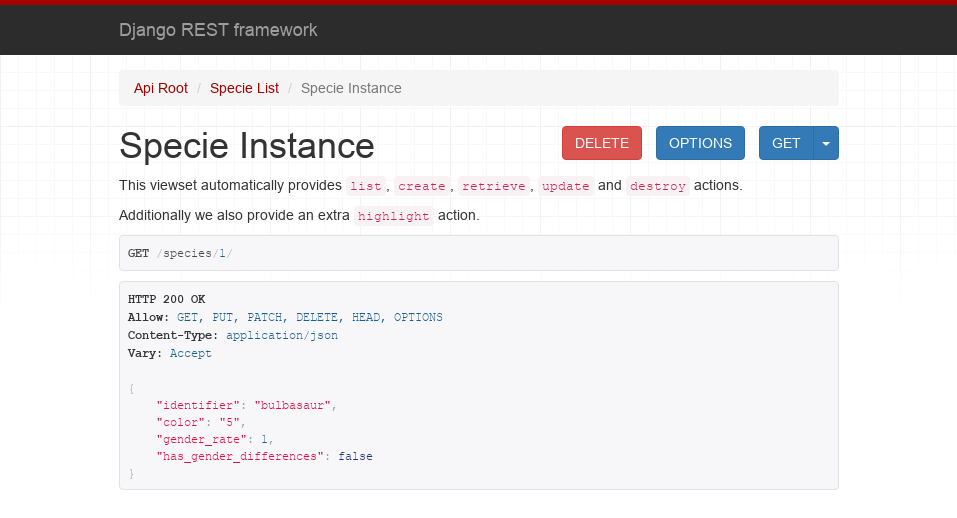 Django REST framework
Api Root / Specie List / Specie Instance
Specie Instance DELETE OPTIONS GET
This viewset automatically provides list, create, retrieve, update and destroy actions.
Additionally we also provide an extra highlight action.
GET /species/1/
HTTP 200 OK
Allow: GET, PUT, PATCH, DELETE, HEAD, OPTIONS
Content-Type: application/json
Vary: Accept
{
    "identifier": "bulbasaur",
    "color": "5",
    "gender_rate": 1,
    "has_gender_differences": false
}